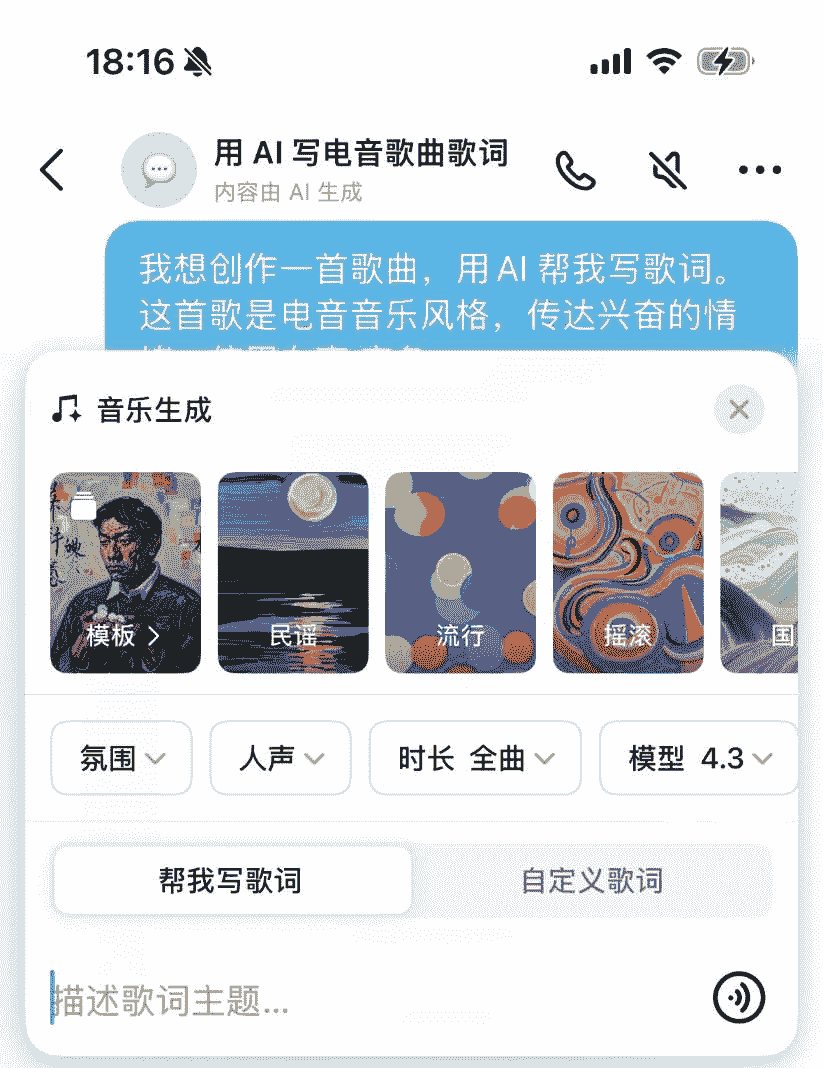 18:16
用 AI 写电音歌曲歌词
内容由 AI 生成
我想创作一首歌曲，用 AI 帮我写歌词。
这首歌是电音音乐风格，传达兴奋的情
音乐生成
模板
民谣
流行
摇滚
国
氛围
人声
时长 全曲
模型 4.3
帮我写歌词
自定义歌词
描述歌词主题...